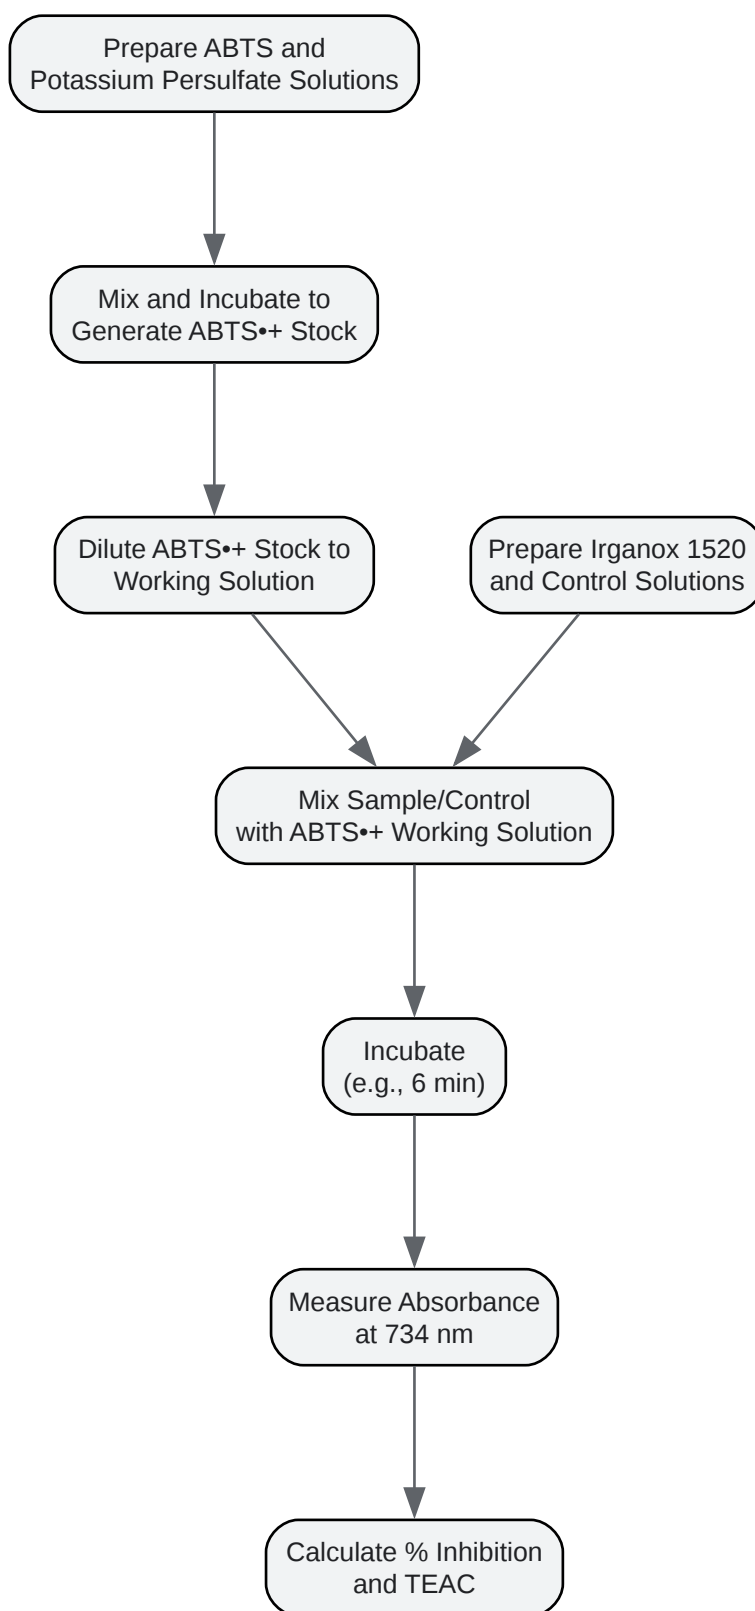 Prepare ABTS and
Potassium Persulfate Solutions
Mix and Incubate to
Generate ABTS•+ Stock
Dilute ABTS•+ Stock to
Working Solution
Prepare Irganox 1520
and Control Solutions
Mix Sample/Control
with ABTS•+ Working Solution
Incubate
(e.g., 6 min)
Measure Absorbance
at 734 nm
Calculate % Inhibition
and TEAC